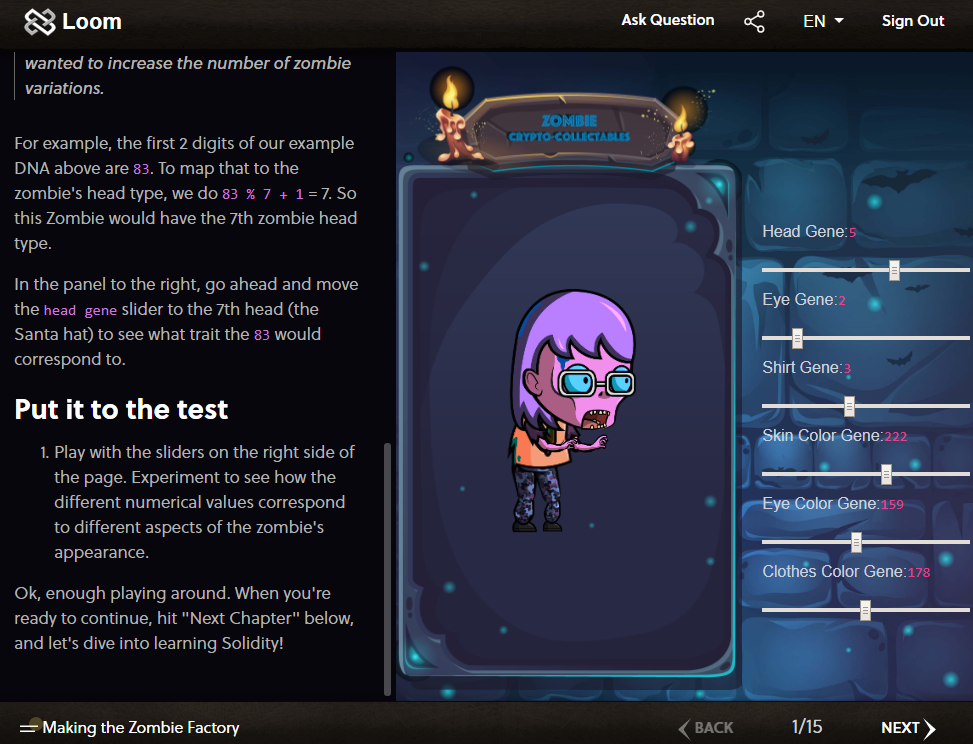 Loom
Ask Question
EN
Sign Out
wanted to increase the number of zombie
variations.
For example, the first 2 digits of our example
DNA above are 83. To map that to the
zombie's head type, we do 83 % 7 + 1 = 7. So
this Zombie would have the 7th zombie head
type.
In the panel to the right, go ahead and move
the head gene slider to the 7th head (the
Santa hat) to see what trait the 83 would
correspond to.
Put it to the test
1. Play with the sliders on the right side of
the page. Experiment to see how the
different numerical values correspond
to different aspects of the zombie's
appearance.
Ok, enough playing around. When you're
ready to continue, hit "Next Chapter" below,
and let's dive into learning Solidity!
ZOMBIE
CRYPTO-COLLECTABLES
Head Gene:5
Eye Gene:2
Shirt Gene:3
Skin Color Gene:222
Eye Color Gene:159
Clothes Color Gene:178
Making the Zombie Factory
BACK
1/15
NEXT